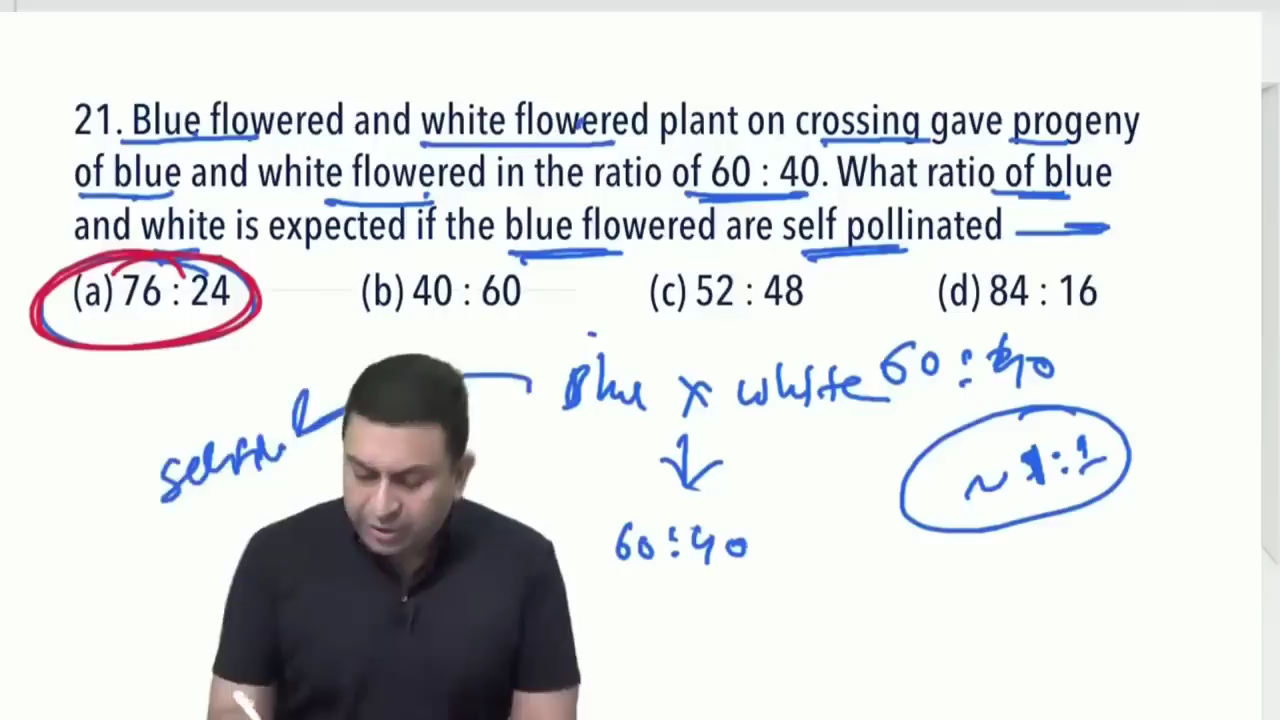 21. Blue flowered and white flowered plant on crossing gave progeny
of blue and white flowered in the ratio of 60 : 40. What ratio of blue
and white is expected if the blue flowered are self pollinated
(a) 76 : 24 (b) 40 : 60 (c) 52 : 48 (d) 84 : 16
Blue x white 60 : 40
~ 1 : 1
60 : 40